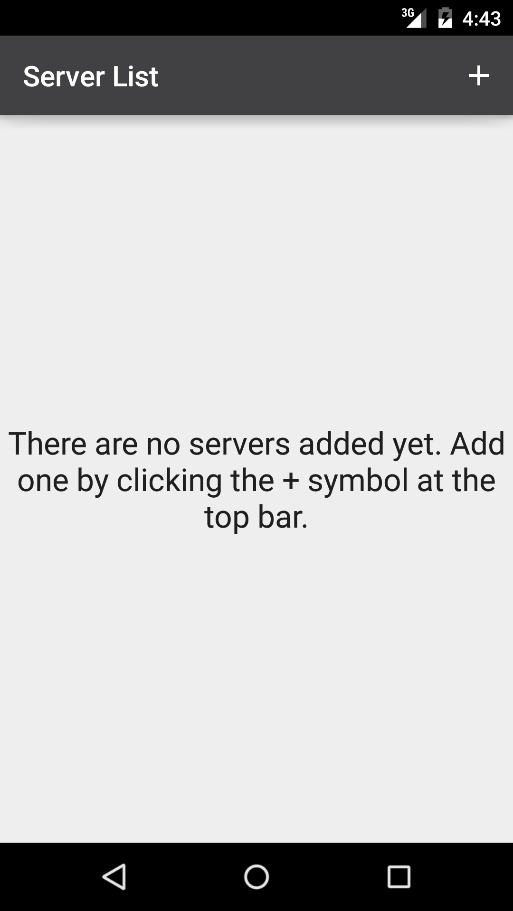 3G 4:43
Server List +
There are no servers added yet. Add
one by clicking the + symbol at the
top bar.